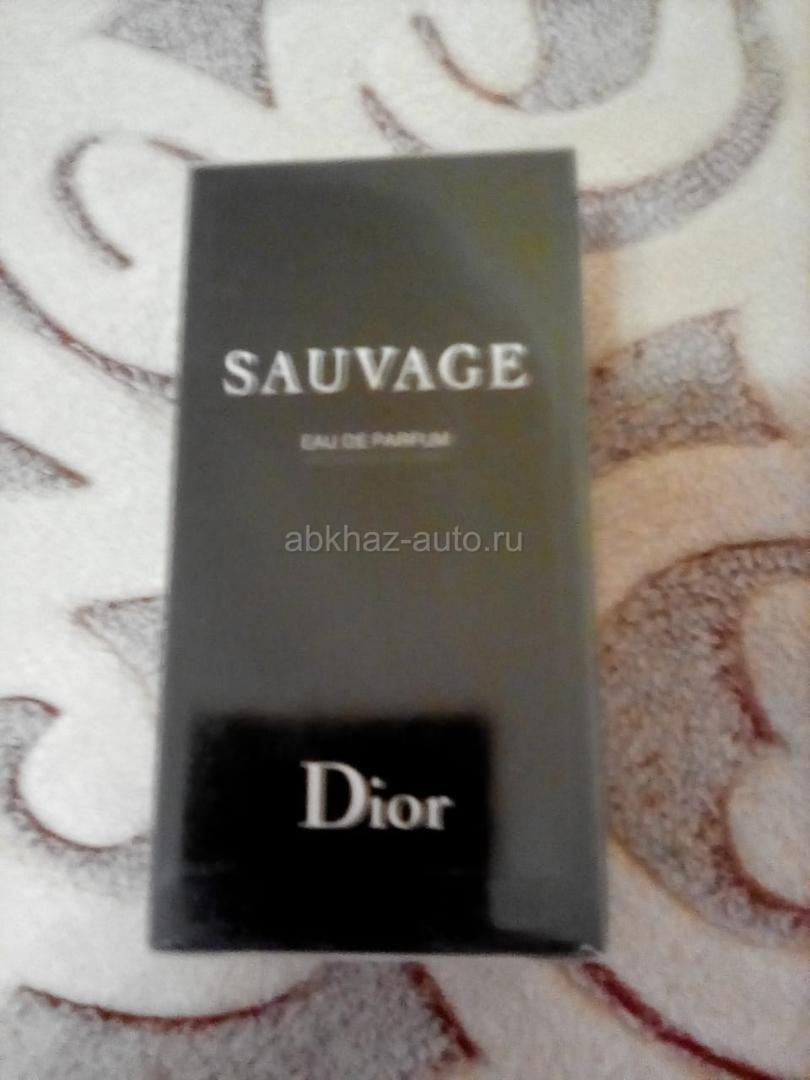 SAUVAGE
EAU DE PARFUM
abkhaz-auto.ru
Dior